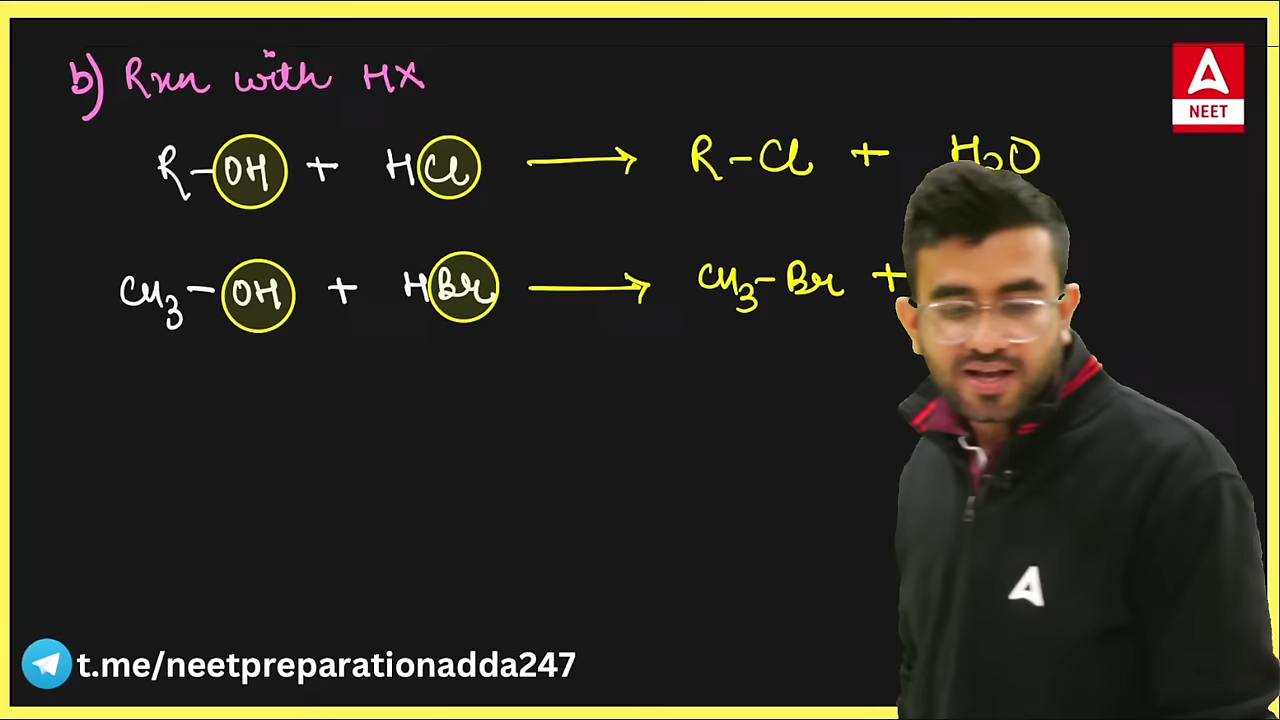 b) Rxn with HX
NEET
R-OH + HCl → R-Cl + H2O
CH3-OH + HBr → CH3-Br +
t.me/neetpreparationadda247